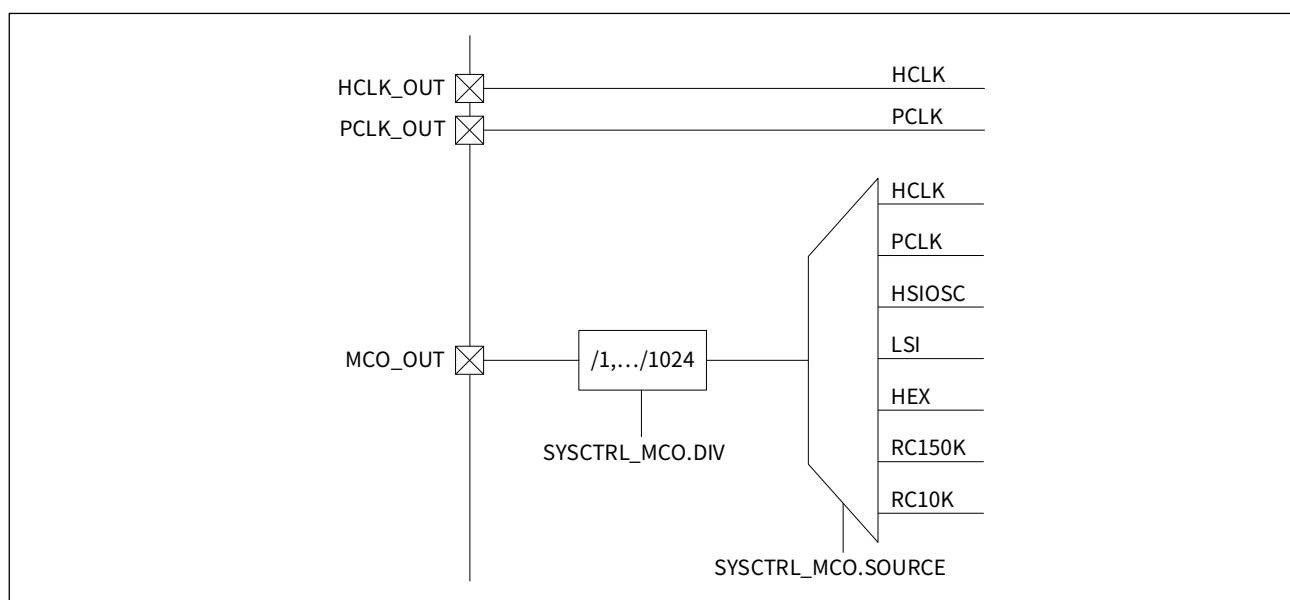 HCLK_OUT
HCLK
PCLK_OUT
PCLK
HCLK
PCLK
HSIOSC
LSI
MCO_OUT
/1,…/1024
HEX
SYSCTRL_MCO.DIV
RC150K
RC10K
SYSCTRL_MCO.SOURCE